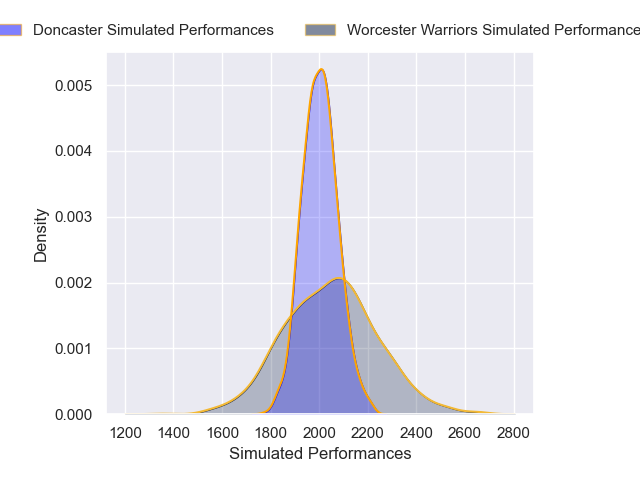 Doncaster Simulated Performances
Worcester Warriors Simulated Performance
0.005
0.004
0.003
0.002
0.001
0.000
Density
1200 1400 1600 1800 2000 2200 2400 2600 2800
Simulated Performances